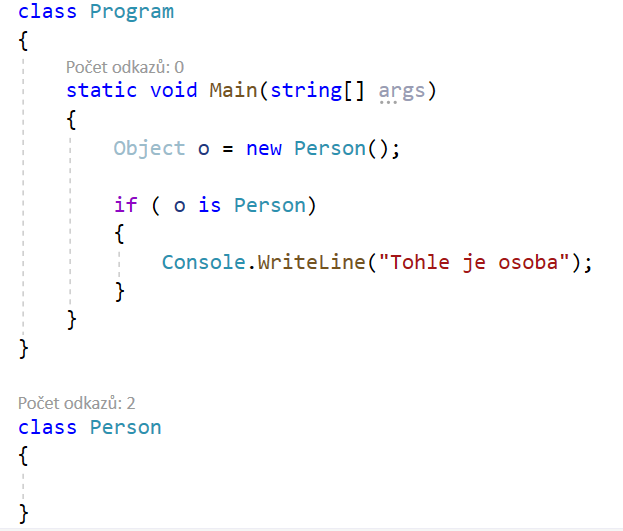 class Program
{
Počet odkazů: 0
static void Main(string[] args)
{
Object o = new Person();
if ( o is Person)
{
Console.WriteLine("Tohle je osoba");
}
}
}
Počet odkazů: 2
class Person
{
}